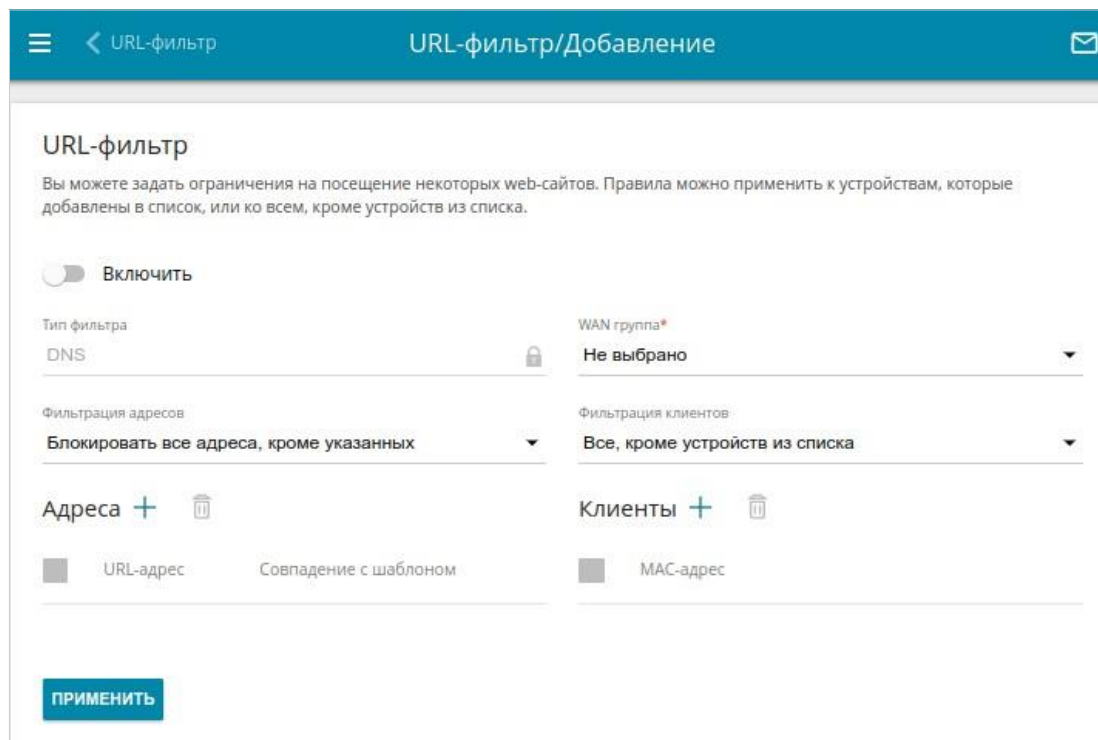 URL-фильтр
URL-фильтр/Добавление
URL-фильтр
Вы можете задать ограничения на посещение некоторых web-сайтов. Правила можно применить к устройствам, которые
добавлены в список, или ко всем, кроме устройств из списка.
Включить
Тип фильтра
DNS
WAN группа*
Не выбрано
Фильтрация адресов
Блокировать все адреса, кроме указанных
Фильтрация клиентов
Все, кроме устройств из списка
Адреса
URL-адрес Совпадение с шаблоном
Клиенты
MAC-адрес
ПРИМЕНИТЬ